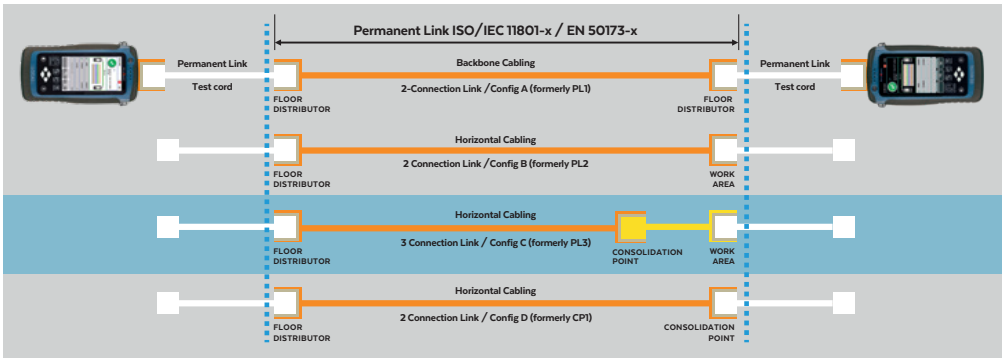 Permanent Link ISO/IEC 11801-x / EN 50173-x
Permanent Link
Test cord
Backbone Cabling
2-Connection Link /Config A (formerly PL1)
Permanent Link
Test cord
FLOOR
DISTRIBUTOR
FLOOR
DISTRIBUTOR
Horizontal Cabling
2 Connection Link /Config B (formerly PL2
FLOOR
DISTRIBUTOR
WORK
AREA
Horizontal Cabling
3 Connection Link / Config C (formerly PL3)
FLOOR
DISTRIBUTOR
CONSOLIDATION
POINT
WORK
AREA
Horizontal Cabling
2 Connection Link / Config D (formerly CP1)
FLOOR
DISTRIBUTOR
CONSOLIDATION
POINT